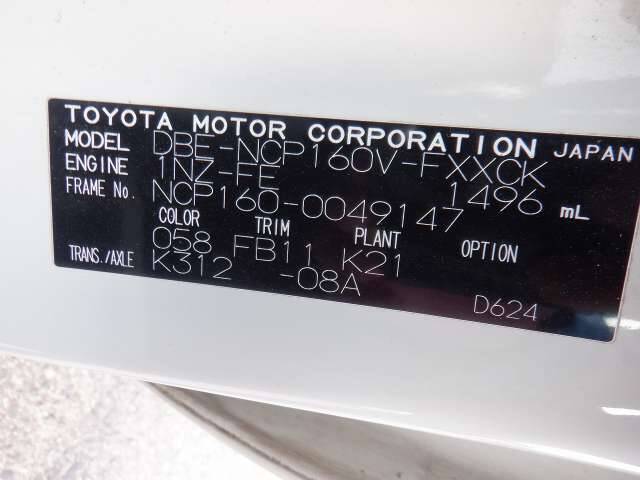 TOYOTA MOTOR CORPORATION JAPAN
MODEL DBE-NCP160V-FXXCK
ENGINE 1NZ-FE 1496 mL
FRAME No. NCP160-0049147
COLOR TRIM PLANT OPTION
058 FB11 K21
TRANS./AXLE K312 -08A
D624